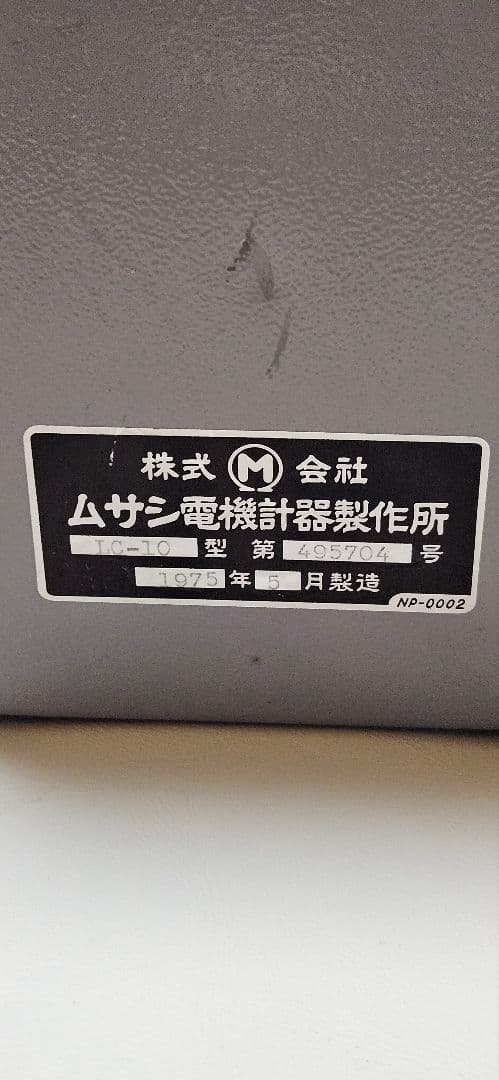 株式 M 会社
ムサシ電機計器製作所
LC-10 型 第 495704 号
1975 年 5 月製造
NP-0002